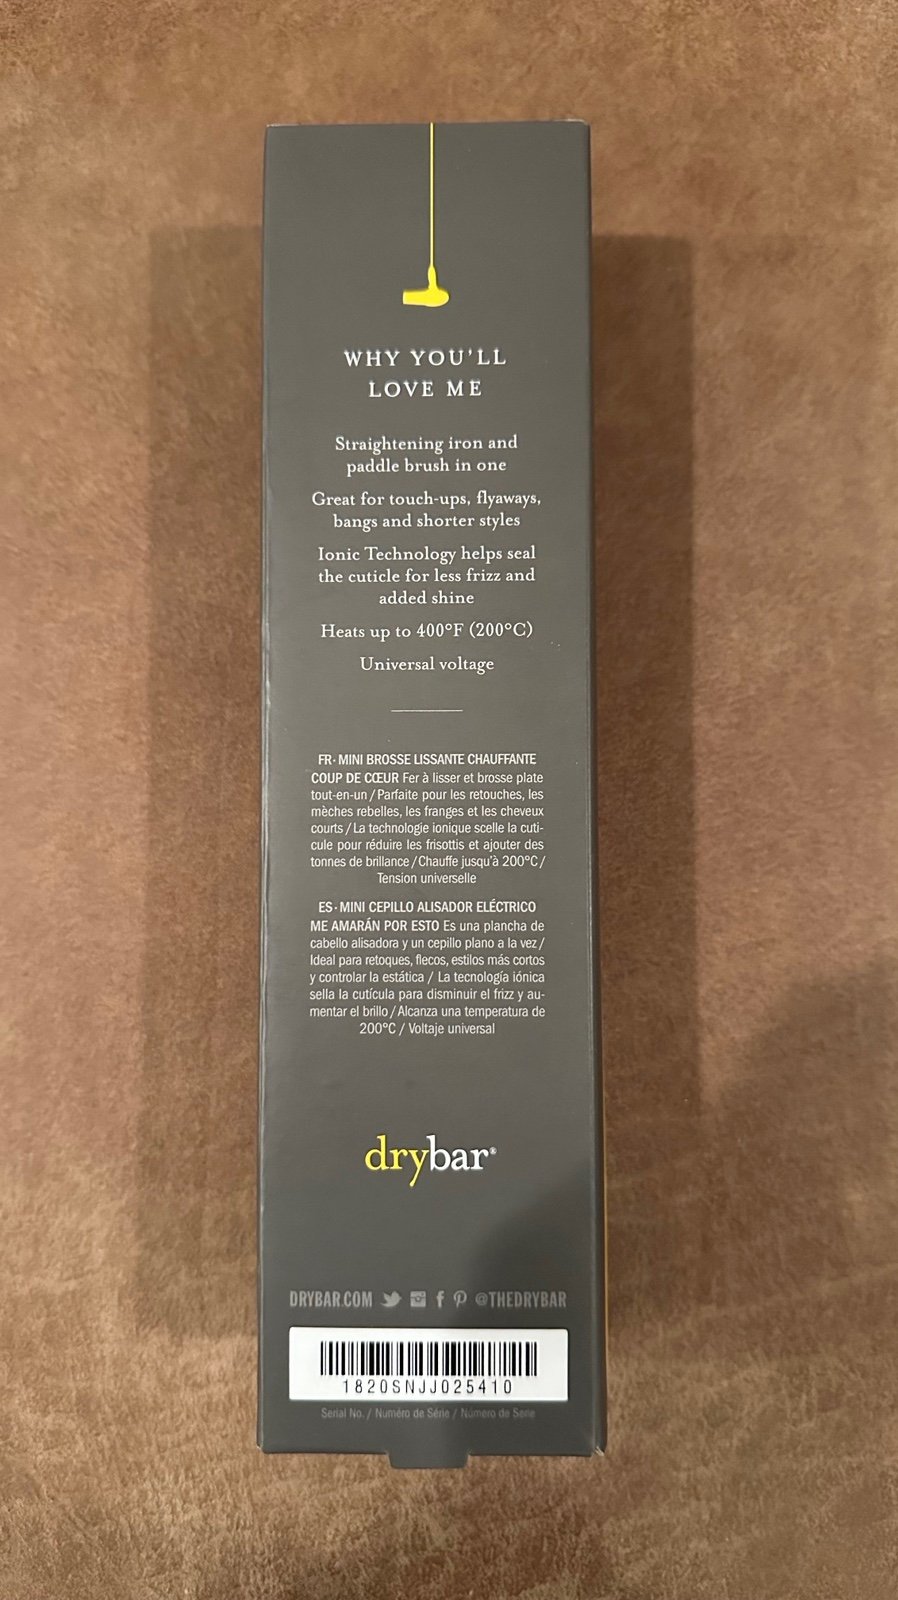 WHY YOU'LL
LOVE ME
Straightening iron and
paddle brush in one
Great for touch-ups, flyaways,
bangs and shorter styles
Ionic Technology helps seal
the cuticle for less frizz and
added shine
Heats up to 400°F (200°C)
Universal voltage
FR· MINI BROSSE LISSANTE CHAUFFANTE
COUP DE CŒUR Fer à lisser et brosse plate
tout-en-un / Parfaite pour les retouches, les
mèches rebelles, les franges et les cheveux
courts / La technologie ionique scelle la cuti-
cule pour réduire les frisottis et ajouter des
tonnes de brillance / Chauffe jusqu'à 200°C /
Tension universelle
ES · MINI CEPILLO ALISADOR ELÉCTRICO
ME AMARÁN POR ESTO Es una plancha de
cabello alisadora y un cepillo plano a la vez /
Ideal para retoques, flecos, estilos más cortos
y controlar la estática / La tecnología iónica
sella la cutícula para disminuir el frizz y au-
mentar el brillo / Alcanza una temperatura de
200°C / Voltaje universal
drybar®
DRYBAR.COM @THEDRYBAR
1820SNJJ025410
Serial No. / Numéro de Série / Número de Serie